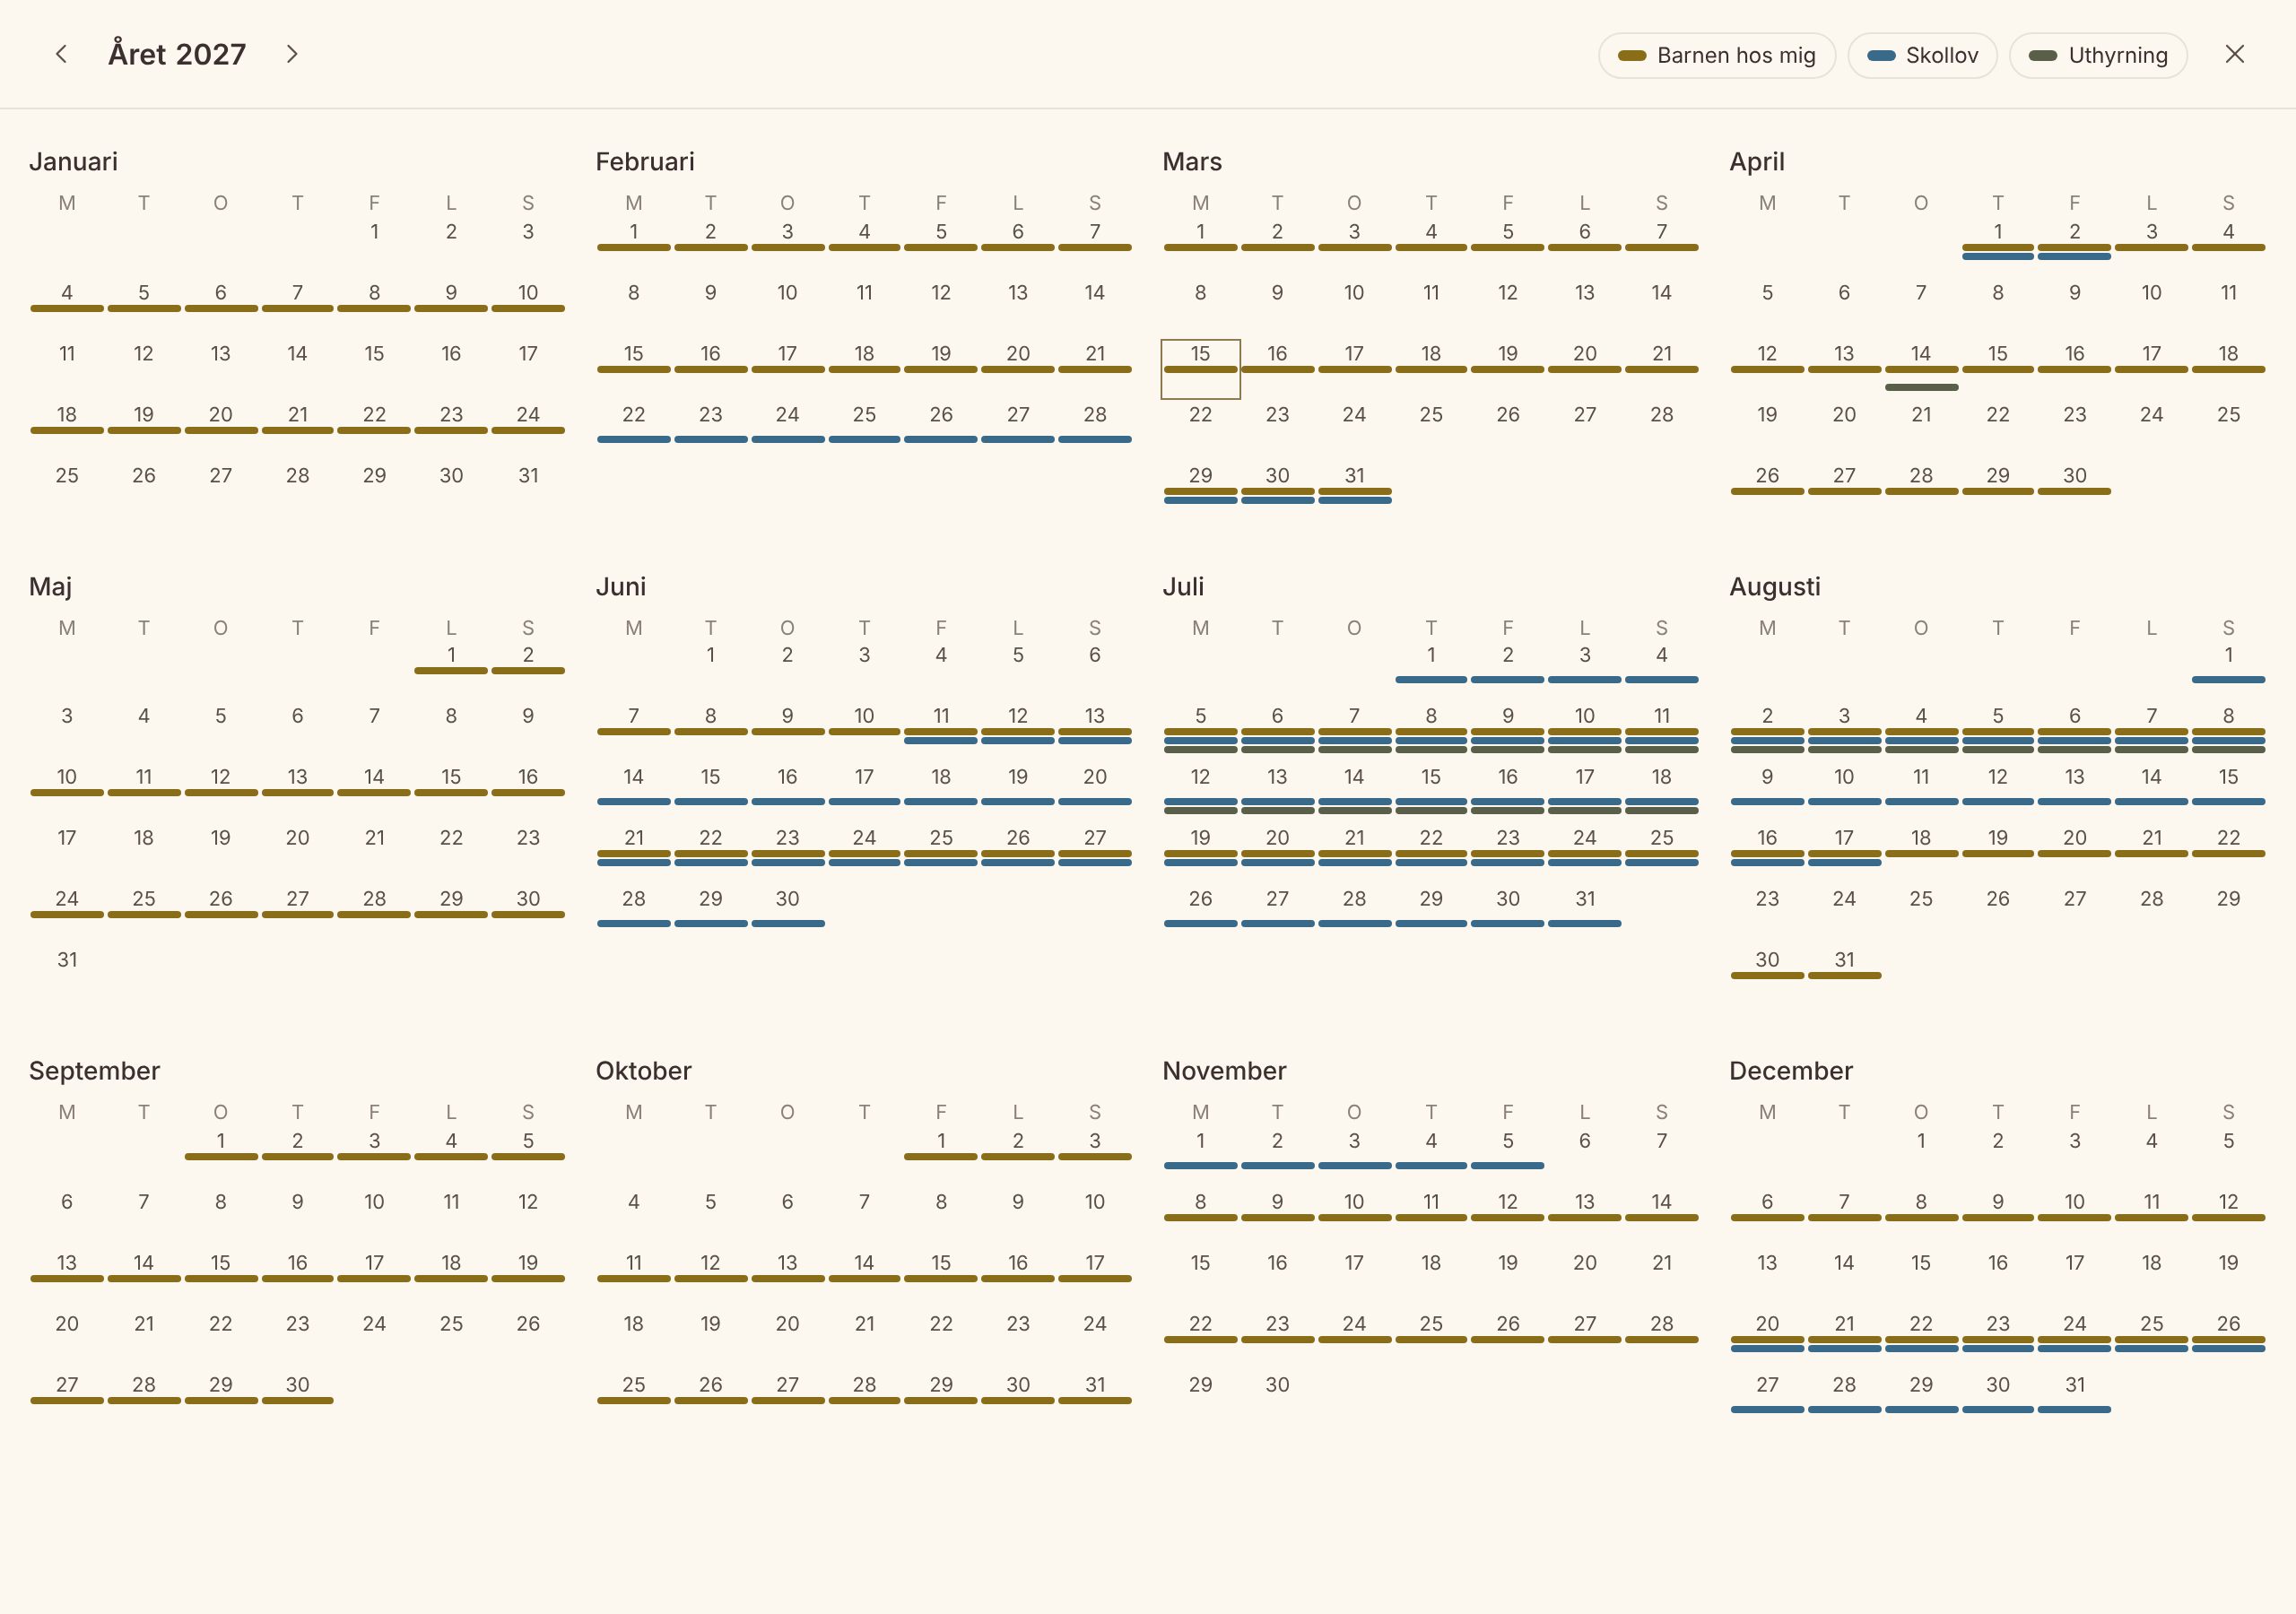 Året 2027
Barnen hos mig
Skollov
Uthyrning
Januari
M T O T F L S
1 2 3
4 5 6 7 8 9 10
11 12 13 14 15 16 17
18 19 20 21 22 23 24
25 26 27 28 29 30 31
Februari
M T O T F L S
1 2 3 4 5 6 7
8 9 10 11 12 13 14
15 16 17 18 19 20 21
22 23 24 25 26 27 28
Mars
M T O T F L S
1 2 3 4 5 6 7
8 9 10 11 12 13 14
15 16 17 18 19 20 21
22 23 24 25 26 27 28
29 30 31
April
M T O T F L S
1 2 3 4
5 6 7 8 9 10 11
12 13 14 15 16 17 18
19 20 21 22 23 24 25
26 27 28 29 30
Maj
M T O T F L S
1 2
3 4 5 6 7 8 9
10 11 12 13 14 15 16
17 18 19 20 21 22 23
24 25 26 27 28 29 30
31
Juni
M T O T F L S
1 2 3 4 5 6
7 8 9 10 11 12 13
14 15 16 17 18 19 20
21 22 23 24 25 26 27
28 29 30
Juli
M T O T F L S
1 2 3 4
5 6 7 8 9 10 11
12 13 14 15 16 17 18
19 20 21 22 23 24 25
26 27 28 29 30 31
Augusti
M T O T F L S
1
2 3 4 5 6 7 8
9 10 11 12 13 14 15
16 17 18 19 20 21 22
23 24 25 26 27 28 29
30 31
September
M T O T F L S
1 2 3 4 5
6 7 8 9 10 11 12
13 14 15 16 17 18 19
20 21 22 23 24 25 26
27 28 29 30
Oktober
M T O T F L S
1 2 3
4 5 6 7 8 9 10
11 12 13 14 15 16 17
18 19 20 21 22 23 24
25 26 27 28 29 30 31
November
M T O T F L S
1 2 3 4 5 6 7
8 9 10 11 12 13 14
15 16 17 18 19 20 21
22 23 24 25 26 27 28
29 30
December
M T O T F L S
1 2 3 4 5
6 7 8 9 10 11 12
13 14 15 16 17 18 19
20 21 22 23 24 25 26
27 28 29 30 31